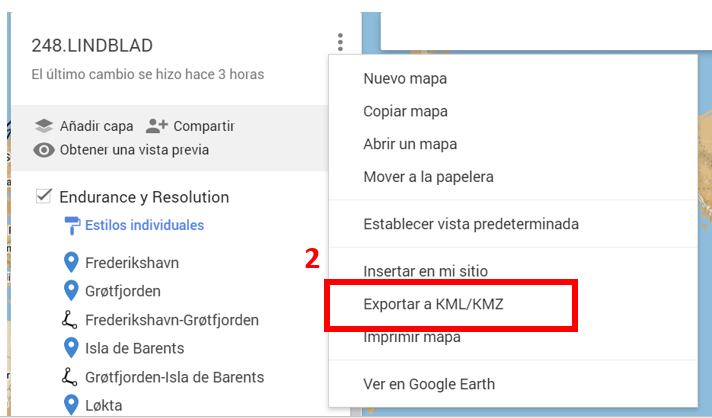 248.LINDBLAD
El último cambio se hizo hace 3 horas
Añadir capa
Compartir
Obtener una vista previa
Endurance y Resolution
Estilos individuales
Frederikshavn
Grøtfjorden
Frederikshavn-Grøtfjorden
Isla de Barents
Grøtfjorden-Isla de Barents
Løkta
Nuevo mapa
Copiar mapa
Abrir un mapa
Mover a la papelera
Establecer vista predeterminada
2
Insertar en mi sitio
Exportar a KML/KMZ
Imprimir mapa
Ver en Google Earth